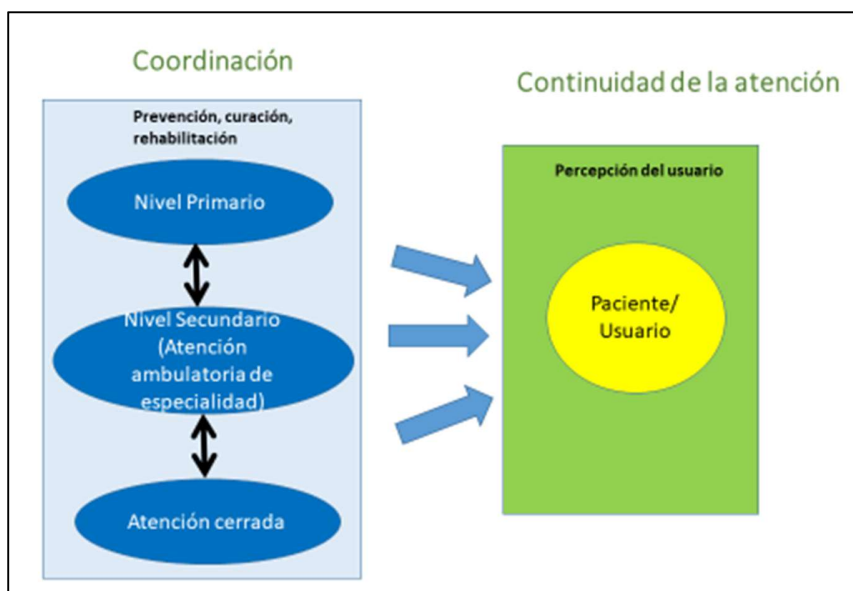 Coordinación
Prevención, curación,
rehabilitación
Nivel Primario
Nivel Secundario
(Atención
ambulatoria de
especialidad)
Atención cerrada
Continuidad de la atención
Percepción del usuario
Paciente/
Usuario